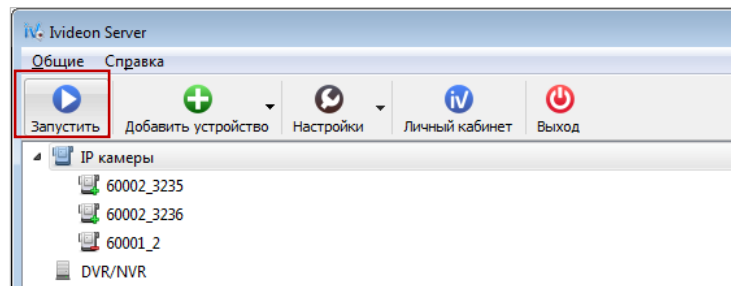 Ivideon Server
Общие Справка
Запустить Добавить устройство Настройки Личный кабинет Выход
IP камеры
60002_3235
60002_3236
60001_2
DVR/NVR